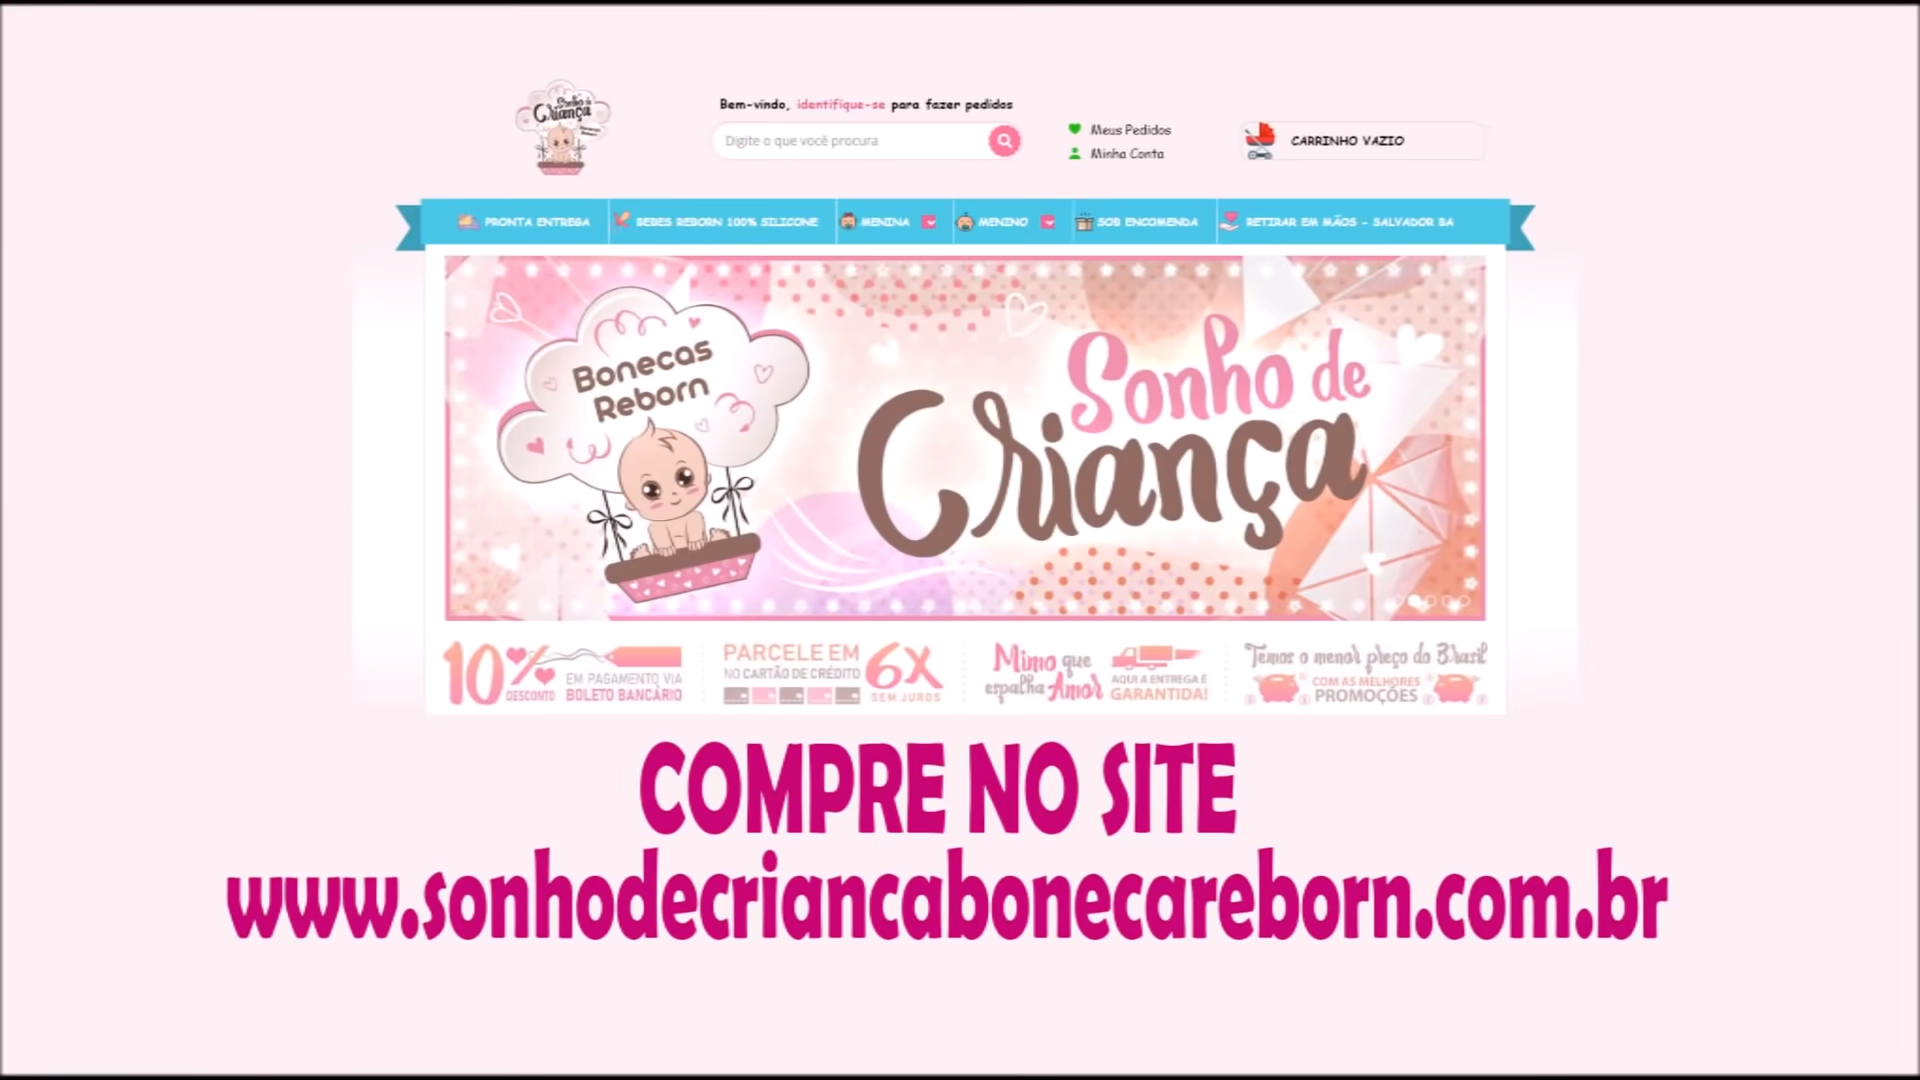 Sonho de
Criança
Bem-vindo, identifique-se para fazer pedidos
Digite o que você procura
Meus Pedidos
Minha Conta
CARRINHO VAZIO
PRONTA ENTREGA
BEBES REBORN 100% SILICONE
MENINA
MENINO
SOB ENCOMENDA
RETIRAR EM MÃOS - SALVADOR BA
Bonecas
Reborn
Sonho de
Criança
10%
DESCONTO
EM PAGAMENTO VIA
BOLETO BANCÁRIO
PARCELE EM
NO CARTÃO DE CRÉDITO
6X
SEM JUROS
Mimo que
espalha Amor
AQUI A ENTREGA É
GARANTIDA!
Temos o menor preço do Brasil
COM AS MELHORES
PROMOÇÕES
COMPRE NO SITE
www.sonhodecriancabonecareborn.com.br